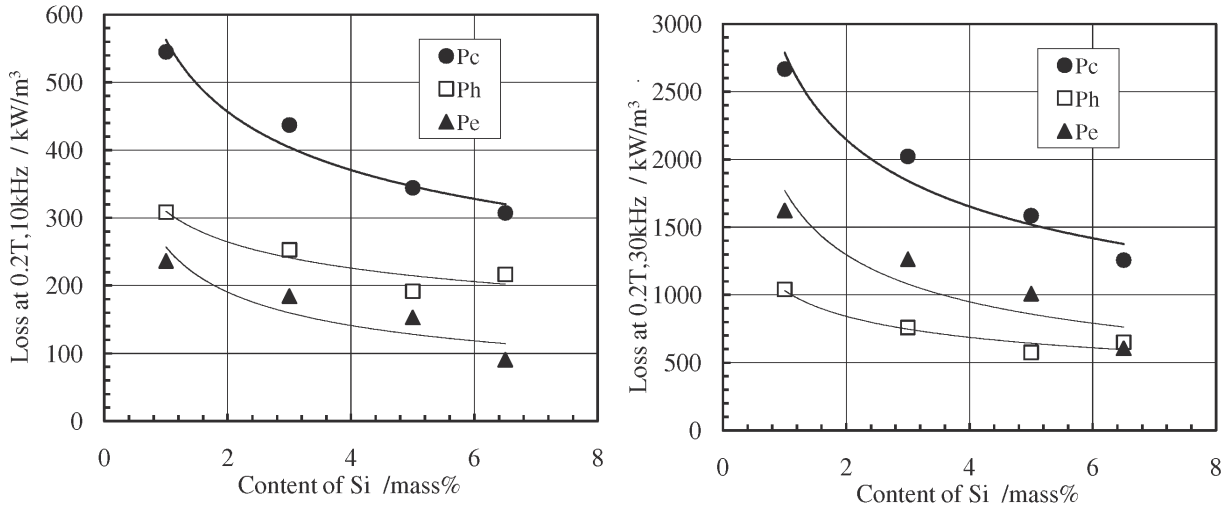 600
500
400
300
200
100
0
Loss at 0.2T,10kHz / kW/m³
Pc
Ph
Pe
0 2 4 6 8
Content of Si /mass%
3000
2500
2000
1500
1000
500
0
Loss at 0.2T,30kHz / kW/m³
Pc
Ph
Pe
0 2 4 6 8
Content of Si /mass%